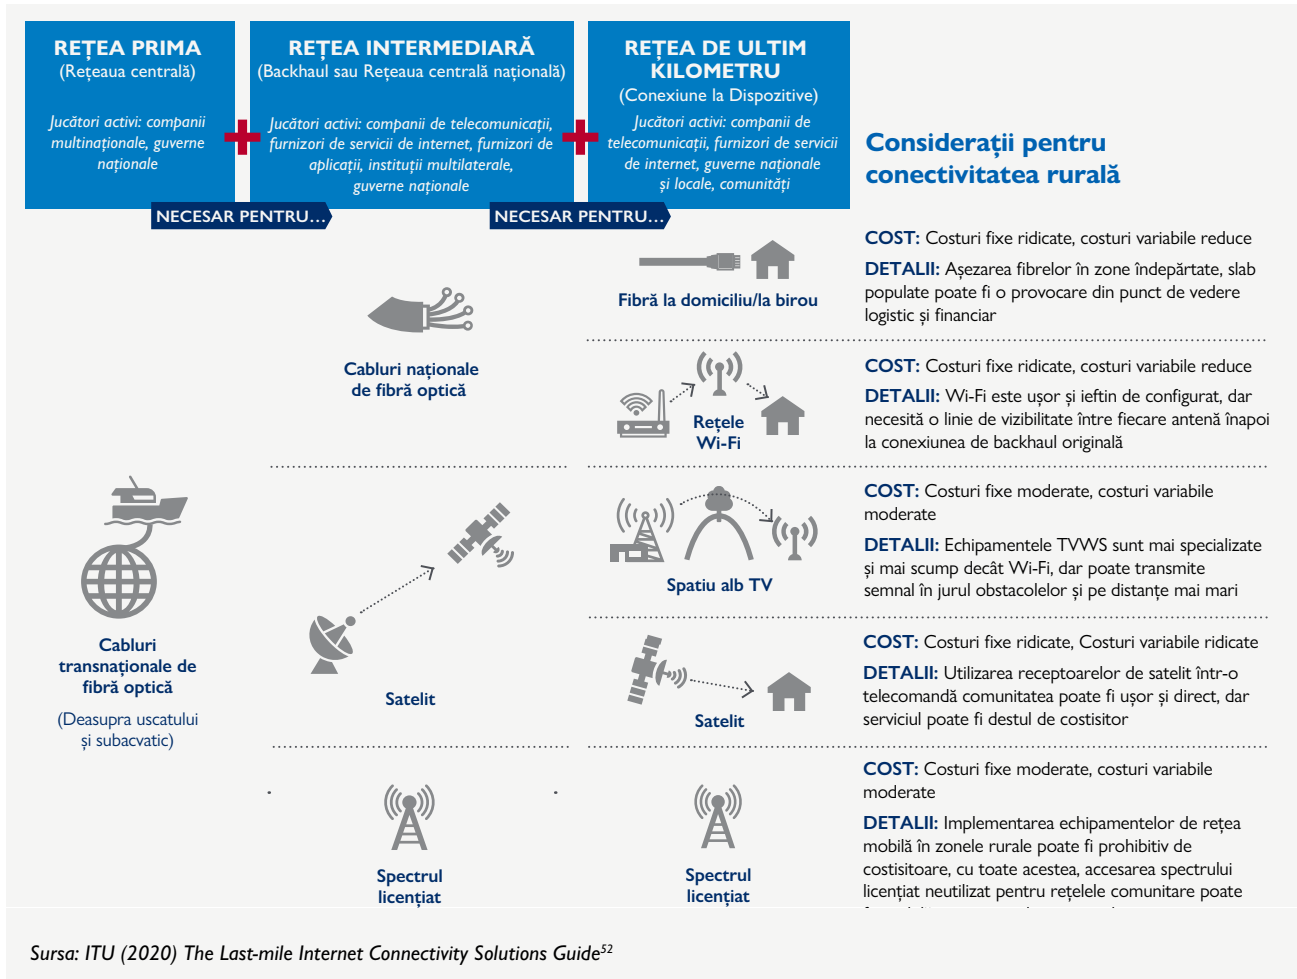 REȚEA PRIMA
(Rețeaua centrală)
Jucători activi: companii
multinaționale, guverne
naționale
REȚEA INTERMEDIARĂ
(Backhaul sau Rețeaua centrală națională)
Jucători activi: companii de telecomunicații,
furnizori de servicii de internet, furnizori de
aplicații, instituții multilaterale,
guverne naționale
REȚEA DE ULTIM
KILOMETRU
(Conexiune la Dispozitive)
Jucători activi: companii de
telecomunicații, furnizori de servicii
de internet, guverne naționale
și locale, comunități
NECESAR PENTRU...
NECESAR PENTRU...
Considerații pentru
conectivitatea rurală
Cabluri
transnaționale de
fibră optică
(Deasupra uscatului
și subacvatic)
Cabluri naționale
de fibră optică
Satelit
Spectrul
licențiat
Fibră la domiciliu/la birou
COST: Costuri fixe ridicate, costuri variabile reduce
DETALII: Așezarea fibrelor în zone îndepărtate, slab
populate poate fi o provocare din punct de vedere
logistic și financiar
Rețele
Wi-Fi
COST: Costuri fixe ridicate, costuri variabile reduce
DETALII: Wi-Fi este ușor și ieftin de configurat, dar
necesită o linie de vizibilitate între fiecare antenă înapoi
la conexiunea de backhaul originală
Spatiu alb TV
COST: Costuri fixe moderate, costuri variabile
moderate
DETALII: Echipamentele TVWS sunt mai specializate
și mai scump decât Wi-Fi, dar poate transmite
semnal în jurul obstacolelor și pe distanțe mai mari
Satelit
COST: Costuri fixe ridicate, Costuri variabile ridicate
DETALII: Utilizarea receptoarelor de satelit într-o
telecomandă comunitatea poate fi ușor și direct, dar
serviciul poate fi destul de costisitor
Spectrul
licențiat
COST: Costuri fixe moderate, costuri variabile
moderate
DETALII: Implementarea echipamentelor de rețea
mobilă în zonele rurale poate fi prohibitiv de
costisitoare, cu toate acestea, accesarea spectrului
licențiat neutilizat pentru rețelele comunitare poate
Sursa: ITU (2020) The Last-mile Internet Connectivity Solutions Guide52